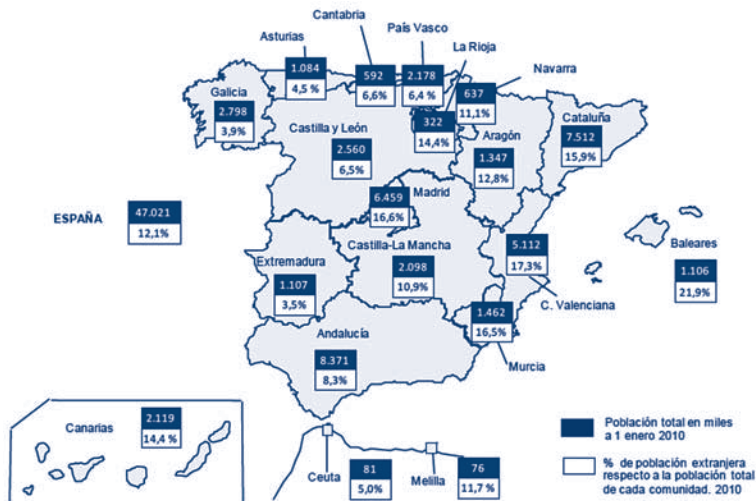 Cantabria
País Vasco
Asturias
La Rioja
Navarra
1.084
4,5 %
592
6,6%
2.178
6,4 %
637
11,1%
Galicia
2.798
3,9%
Castilla y León
2.560
6,5%
322
14,4%
Aragón
1.347
12,8%
Cataluña
7.512
15,9%
Madrid
6.459
16,6%
ESPAÑA
47.021
12,1%
Castilla-La Mancha
2.098
10,9%
5.112
17,3%
C. Valenciana
Baleares
1.106
21,9%
Extremadura
1.107
3,5%
1.462
16,5%
Murcia
Andalucía
8.371
8,3%
Canarias
2.119
14,4 %
Ceuta
81
5,0%
Melilla
76
11,7 %
Población total en miles
a 1 enero 2010
% de población extranjera
respecto a la población total
de cada comunidad. 2010